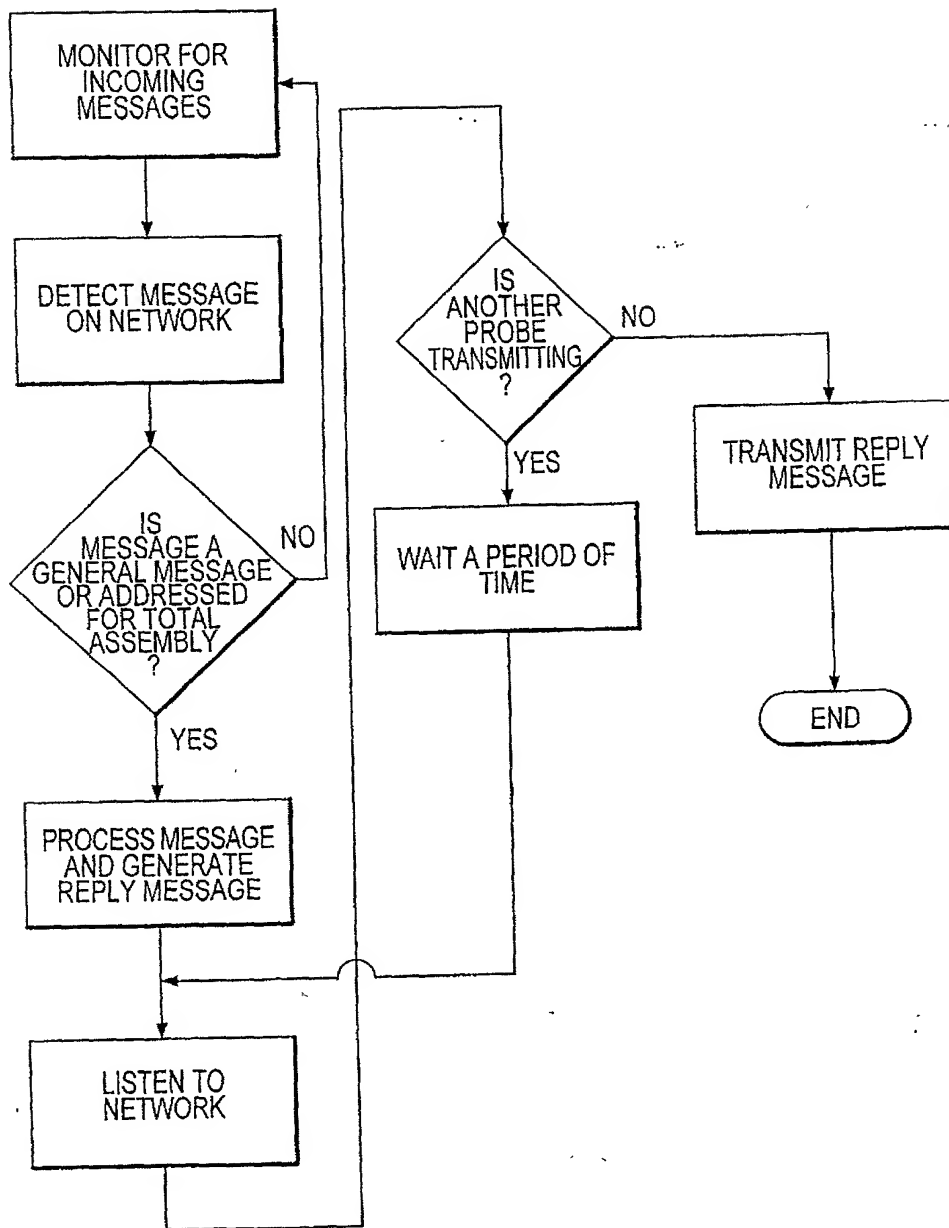 MONITOR FOR
INCOMING
MESSAGES
DETECT MESSAGE
ON NETWORK
IS
MESSAGE A
GENERAL MESSAGE
OR ADDRESSED
FOR TOTAL
ASSEMBLY
?
NO
YES
PROCESS MESSAGE
AND GENERATE
REPLY MESSAGE
LISTEN TO
NETWORK
IS
ANOTHER
PROBE
TRANSMITTING
?
NO
YES
WAIT A PERIOD OF
TIME
TRANSMIT REPLY
MESSAGE
END